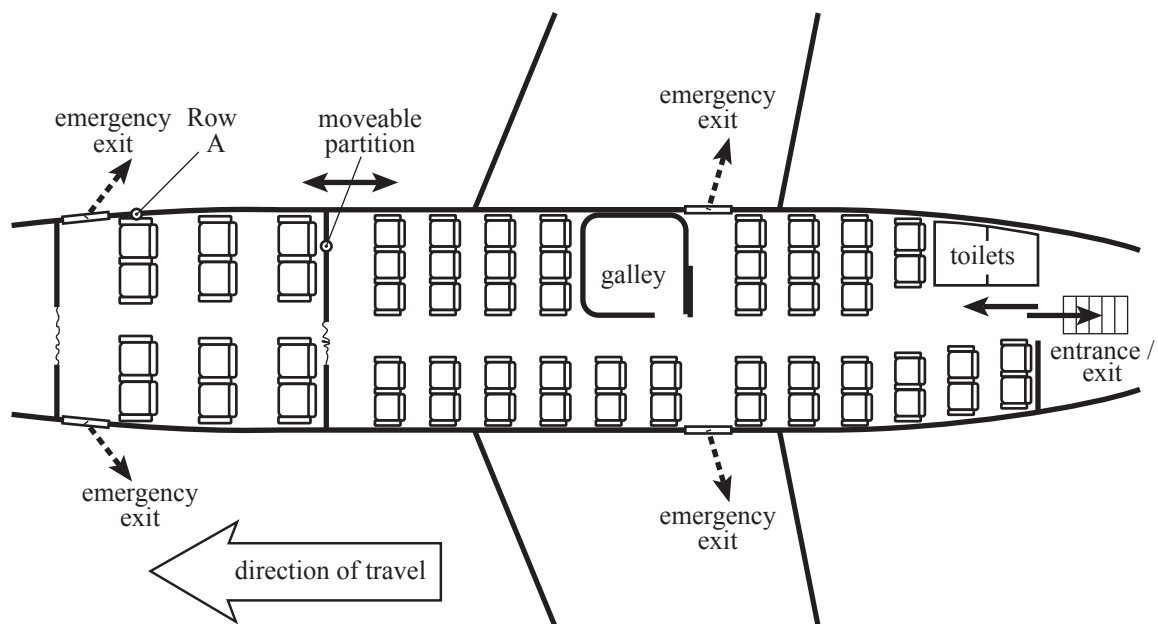 emergency
exit
Row
A
moveable
partition
emergency
exit
galley
toilets
entrance /
exit
emergency
exit
emergency
exit
direction of travel